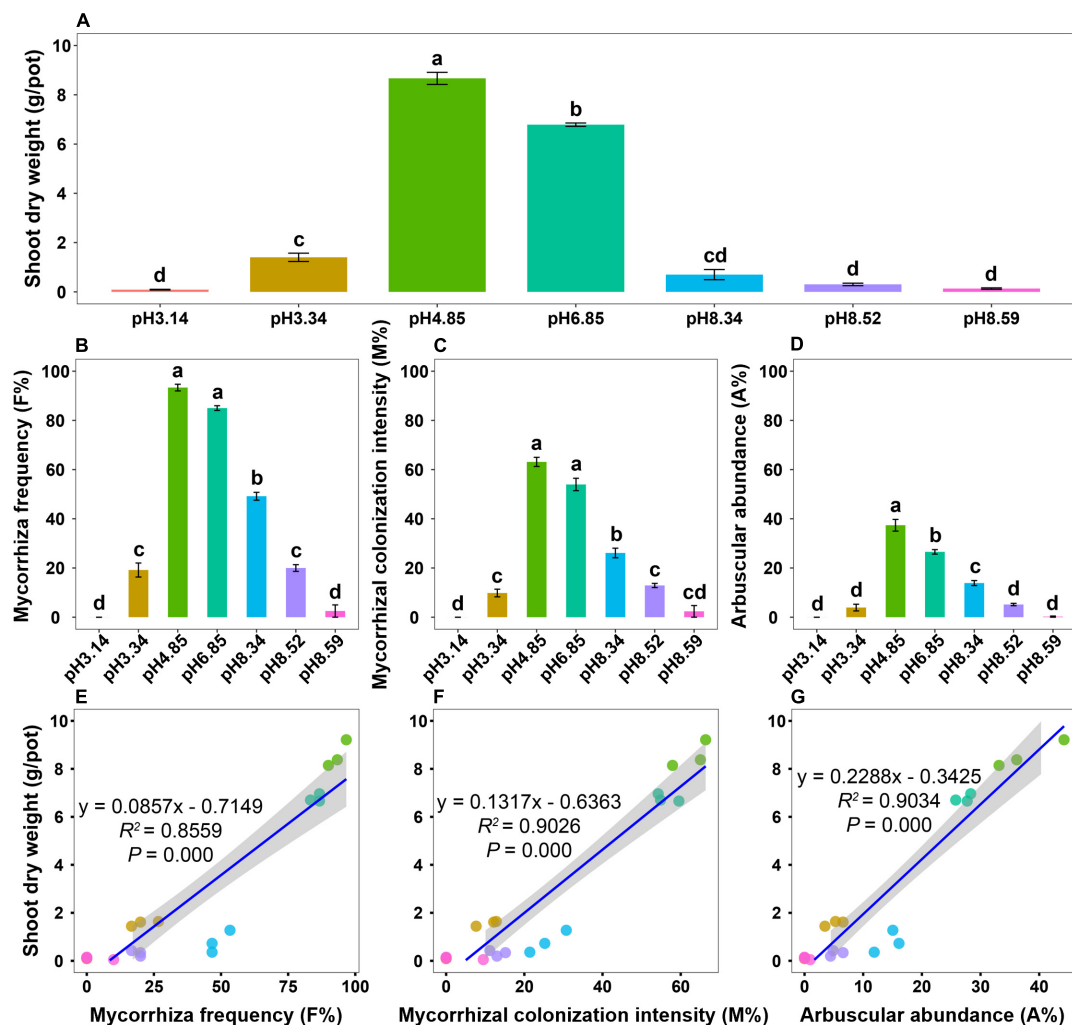 A
Shoot dry weight (g/pot)
10
8
6
4
2
0
d
c
a
b
cd
d
d
pH3.14
pH3.34
pH4.85
pH6.85
pH8.34
pH8.52
pH8.59
B
Mycorrhiza frequency (F%)
100
80
60
40
20
0
d
c
a
a
b
c
d
pH3.14
pH3.34
pH4.85
pH6.85
pH8.34
pH8.52
pH8.59
C
Mycorrhizal colonization intensity (M%)
100
80
60
40
20
0
d
c
a
a
b
c
cd
pH3.14
pH3.34
pH4.85
pH6.85
pH8.34
pH8.52
pH8.59
D
Arbuscular abundance (A%)
100
80
60
40
20
0
d
d
a
b
c
d
d
pH3.14
pH3.34
pH4.85
pH6.85
pH8.34
pH8.52
pH8.59
E
Shoot dry weight (g/pot)
10
8
6
4
2
0
y = 0.0857x - 0.7149
R² = 0.8559
P = 0.000
0
25
50
75
100
Mycorrhiza frequency (F%)
F
10
8
6
4
2
0
y = 0.1317x - 0.6363
R² = 0.9026
P = 0.000
0
20
40
60
Mycorrhizal colonization intensity (M%)
G
10
8
6
4
2
0
y = 0.2288x - 0.3425
R² = 0.9034
P = 0.000
0
10
20
30
40
Arbuscular abundance (A%)